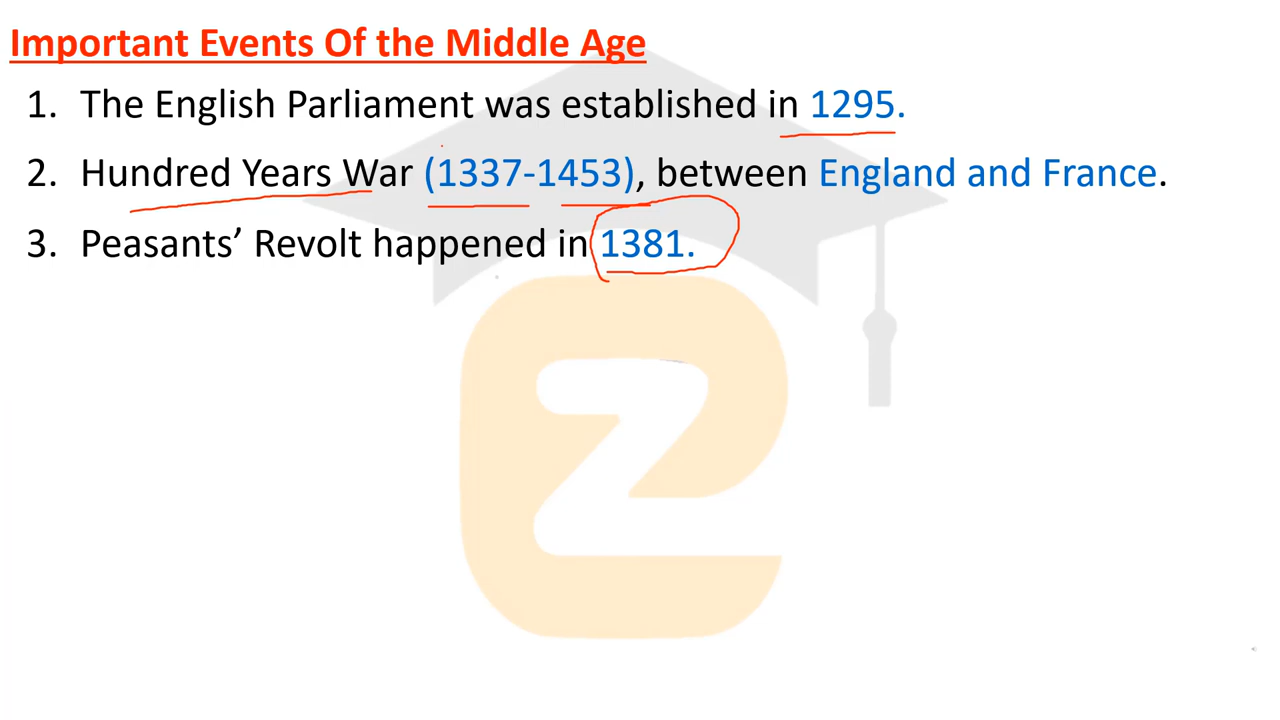 Important Events Of the Middle Age
1. The English Parliament was established in 1295.
2. Hundred Years War (1337-1453), between England and France.
3. Peasants’ Revolt happened in 1381.